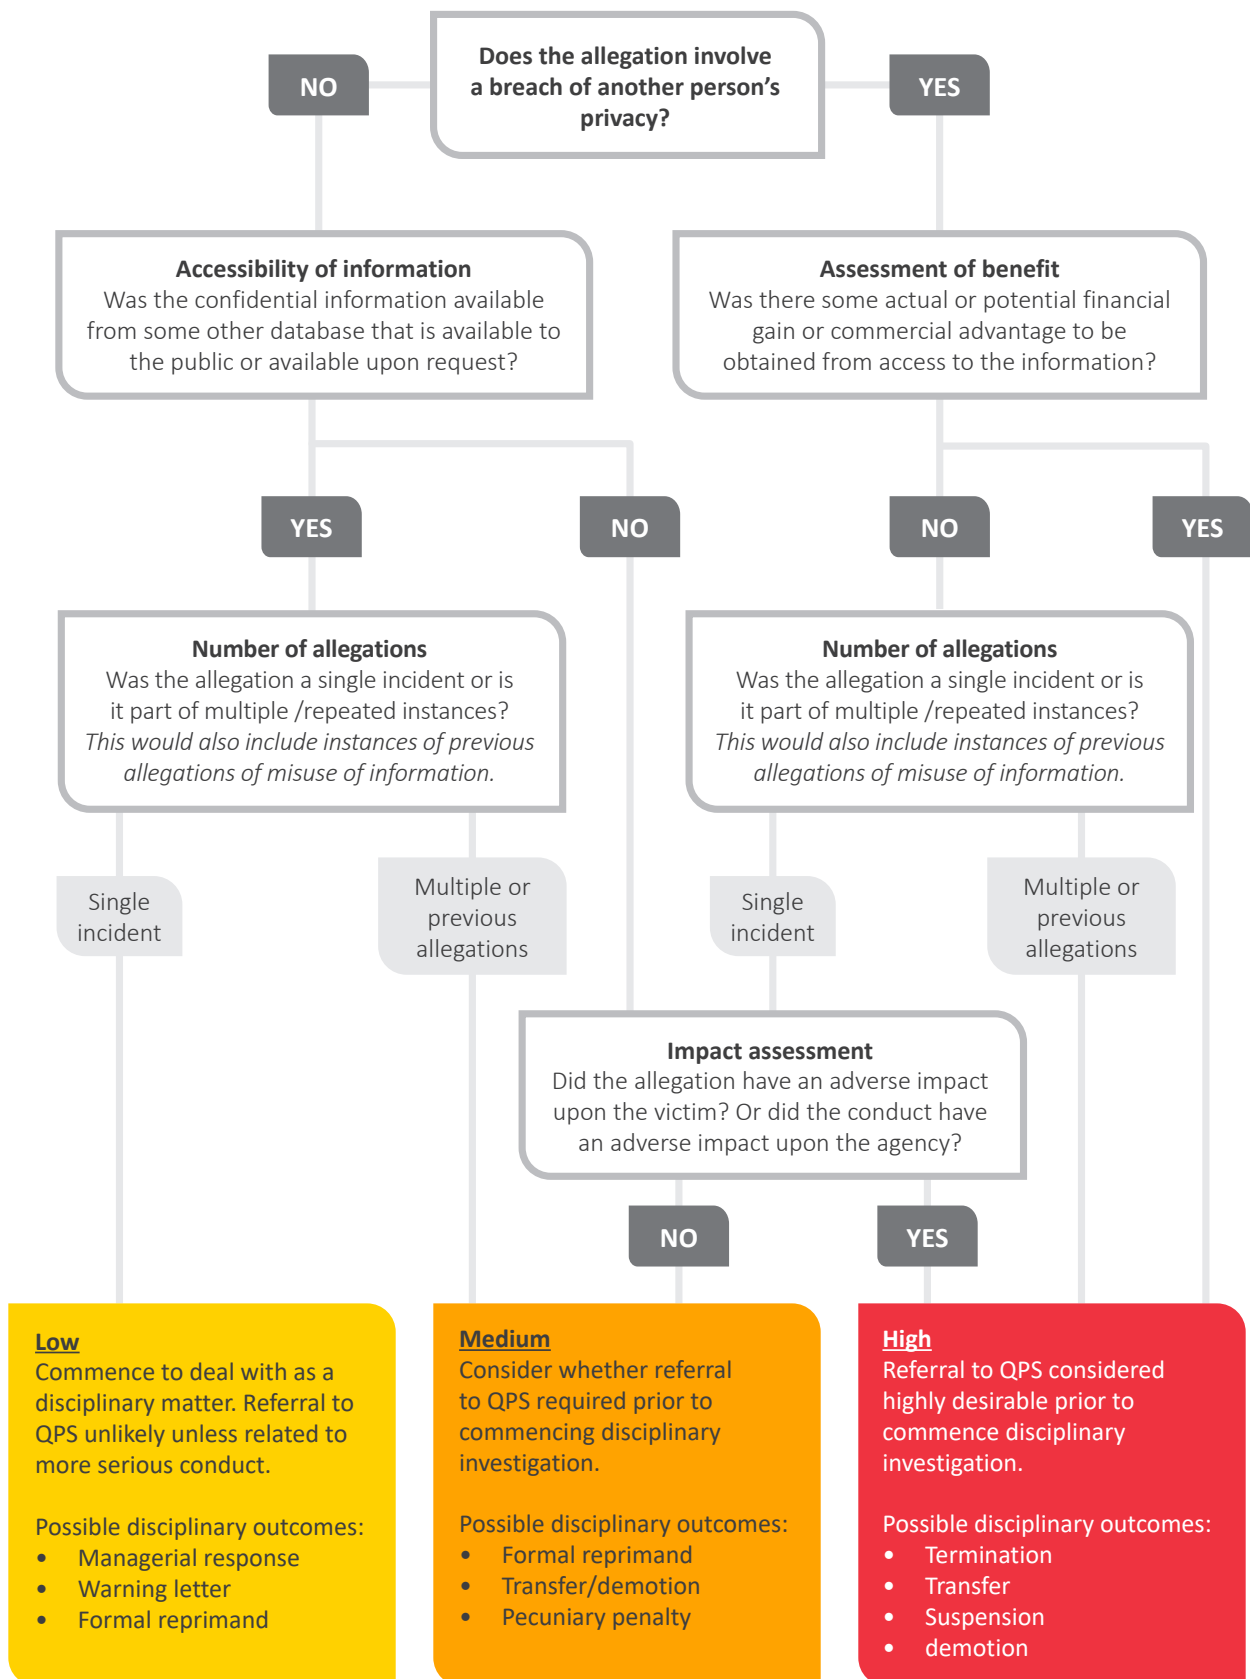 Does the allegation involve
a breach of another person's
privacy?
NO
YES
Accessibility of information
Was the confidential information available
from some other database that is available to
the public or available upon request?
Assessment of benefit
Was there some actual or potential financial
gain or commercial advantage to be
obtained from access to the information?
YES
NO
NO
YES
Number of allegations
Was the allegation a single incident or is
it part of multiple /repeated instances?
This would also include instances of previous
allegations of misuse of information.
Number of allegations
Was the allegation a single incident or is
it part of multiple /repeated instances?
This would also include instances of previous
allegations of misuse of information.
Single
incident
Multiple or
previous
allegations
Single
incident
Multiple or
previous
allegations
Impact assessment
Did the allegation have an adverse impact
upon the victim? Or did the conduct have
an adverse impact upon the agency?
NO
YES
Low
Commence to deal with as a
disciplinary matter. Referral to
QPS unlikely unless related to
more serious conduct.
Possible disciplinary outcomes:
• Managerial response
• Warning letter
• Formal reprimand
Medium
Consider whether referral
to QPS required prior to
commencing disciplinary
investigation.
Possible disciplinary outcomes:
• Formal reprimand
• Transfer/demotion
• Pecuniary penalty
High
Referral to QPS considered
highly desirable prior to
commence disciplinary
investigation.
Possible disciplinary outcomes:
• Termination
• Transfer
• Suspension
• demotion